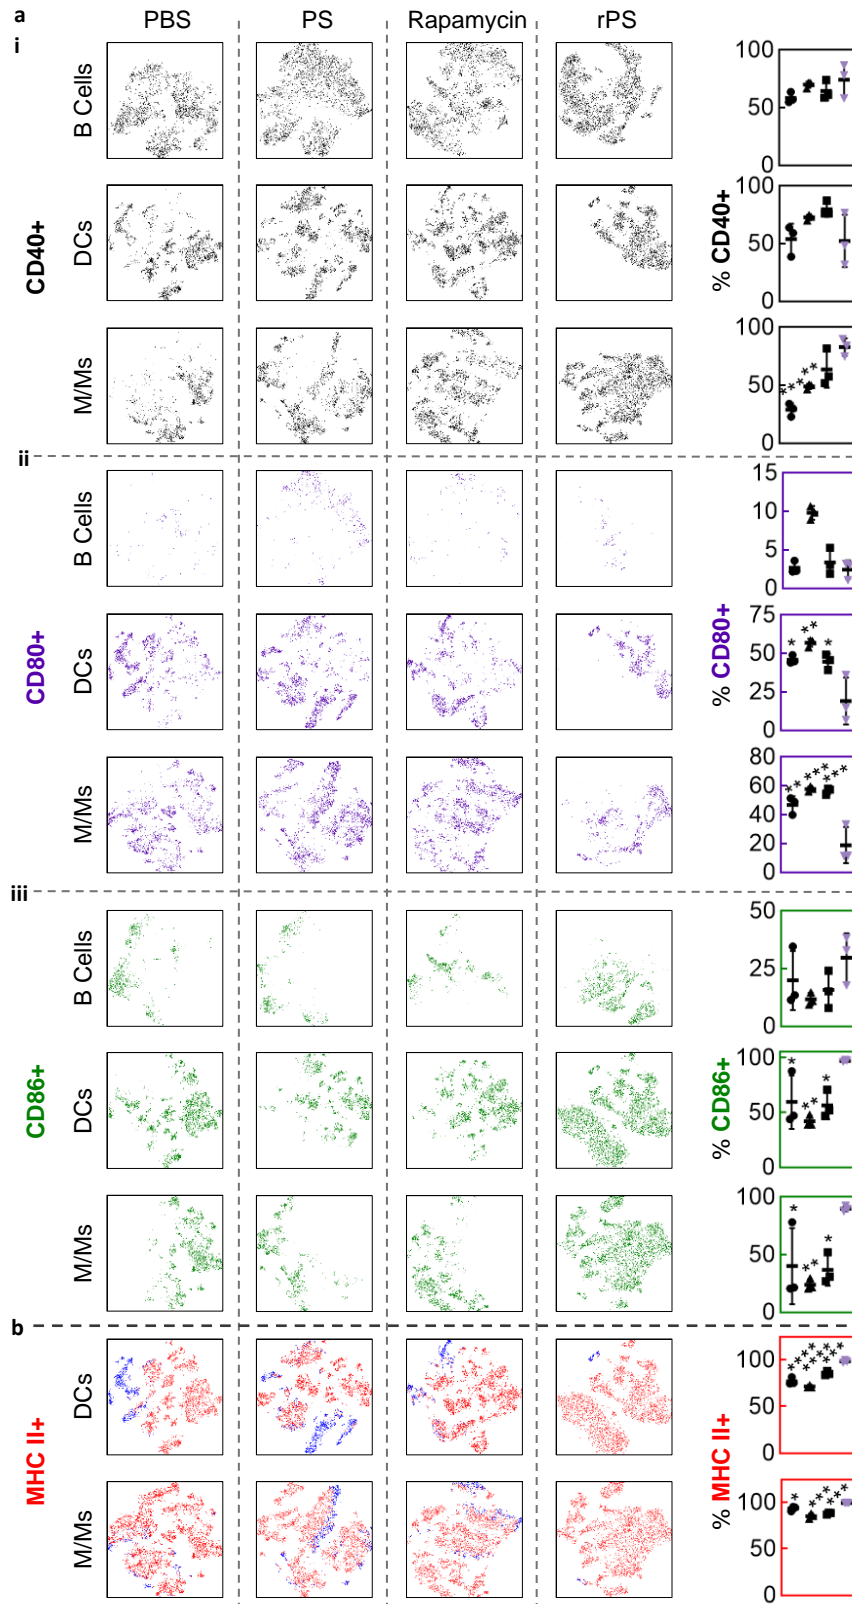 a
PBS PS Rapamycin rPS
i
CD40+
B Cells
DCs
M/Ms
% CD40+
100
50
0
100
50
0
100
50
0
**** **
ii
CD80+
B Cells
DCs
M/Ms
% CD80+
15
10
5
0
75
50
25
0
* ** *
80
60
40
20
0
** *** ***
iii
CD86+
B Cells
DCs
M/Ms
% CD86+
50
25
0
100
50
0
* ** *
100
50
0
* ** *
b
MHC II+
DCs
M/Ms
% MHC II+
100
50
0
100
50
0
* *** ***